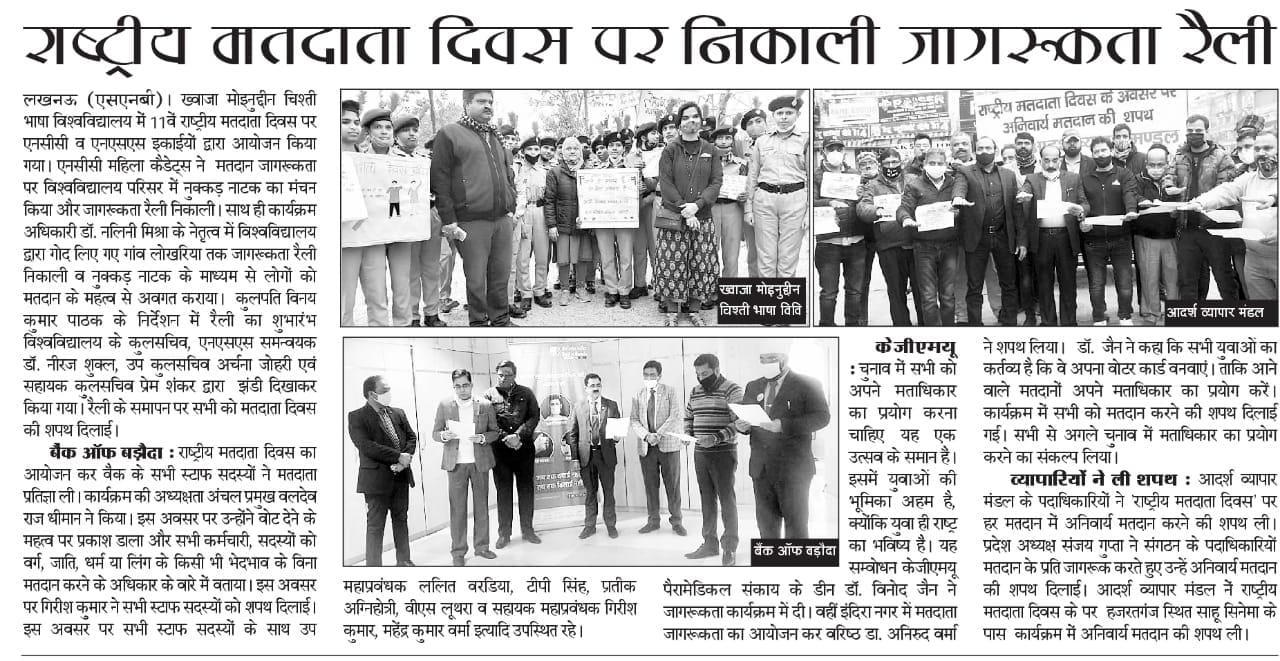 राष्ट्रीय मतदाता दिवस पर निकाली जागरूकता रैली
लखनऊ (एसएनबी)। ख्वाजा मोइनुद्दीन चिश्ती
भाषा विश्वविद्यालय में 11वें राष्ट्रीय मतदाता दिवस पर
एनसीसी व एनएसएस इकाईयों द्वारा आयोजन किया
गया। एनसीसी महिला कैडेट्स ने मतदान जागरूकता
पर विश्वविद्यालय परिसर में नुक्कड़ नाटक का मंचन
किया और जागरूकता रैली निकाली। साथ ही कार्यक्रम
अधिकारी डॉ. नलिनी मिश्रा के नेतृत्व में विश्वविद्यालय
द्वारा गोद लिए गए गांव लोखरिया तक जागरूकता रैली
निकाली व नुक्कड़ नाटक के माध्यम से लोगों को
मतदान के महत्व से अवगत कराया। कुलपति विनय
कुमार पाठक के निर्देशन में रैली का शुभारंभ
विश्वविद्यालय के कुलसचिव, एनएसएस समन्वयक
डॉ. नीरज शुक्ल, उप कुलसचिव अर्चना जोहरी एवं
सहायक कुलसचिव प्रेम शंकर द्वारा झंडी दिखाकर
किया गया। रैली के समापन पर सभी को मतदाता दिवस
की शपथ दिलाई।
बैंक ऑफ बड़ौदा : राष्ट्रीय मतदाता दिवस का
आयोजन कर वैक के सभी स्टाफ सदस्यों ने मतदाता
प्रतिज्ञा ली। कार्यक्रम की अध्यक्षता अंचल प्रमुख वलदेव
राज धीमान ने किया। इस अवसर पर उन्होंने वोट देने के
महत्व पर प्रकाश डाला और सभी कर्मचारी, सदस्यों को
वर्ग, जाति, धर्म या लिंग के किसी भी भेदभाव के विना
मतदान करने के अधिकार के वारे में वताया। इस अवसर
पर गिरीश कुमार ने सभी स्टाफ सदस्यों को शपथ दिलाई।
इस अवसर पर सभी स्टाफ सदस्यों के साथ उप
महाप्रवंधक ललित वरडिया, टीपी सिंह, प्रतीक
अग्निहोत्री, वीएस लूथरा व सहायक महाप्रवंधक गिरीश
कुमार, महेंद्र कुमार वर्मा इत्यादि उपस्थित रहे।
ख्वाजा मोइनुद्दीन
चिश्ती भाषा विवि
राष्ट्रीय मतदाता दिवस के अवसर पर
अनिवार्य मतदान की शपथ
आदर्श व्यापार मंडल
बैंक ऑफ वड़ौदा
केजीएमयू
: चुनाव में सभी को
अपने मताधिकार
का प्रयोग करना
चाहिए यह एक
उत्सव के समान है।
इसमें युवाओं की
भूमिका अहम है,
क्योंकि युवा ही राष्ट्र
का भविष्य है। यह
सम्वोधन केजीएमयू
पैरामेडिकल संकाय के डीन डॉ. विनोद जैन ने
जागरूकता कार्यक्रम में दी। वहीं इंदिरा नगर में मतदाता
जागरूकता का आयोजन कर वरिष्ठ डा. अनिरुद वर्मा
ने शपथ लिया। डॉ. जैन ने कहा कि सभी युवाओं का
कर्तव्य है कि वे अपना वोटर कार्ड वनवाएं। ताकि आने
वाले मतदानों अपने मताधिकार का प्रयोग करें।
कार्यक्रम में सभी को मतदान करने की शपथ दिलाई
गई। सभी से अगले चुनाव में मताधिकार का प्रयोग
करने का संकल्प लिया।
व्यापारियों ने ली शपथ : आदर्श व्यापार
मंडल के पदाधिकारियों ने 'राष्ट्रीय मतदाता दिवस' पर
हर मतदान में अनिवार्य मतदान करने की शपथ ली।
प्रदेश अध्यक्ष संजय गुप्ता ने संगठन के पदाधिकारियों
मतदान के प्रति जागरूक करते हुए उन्हें अनिवार्य मतदान
की शपथ दिलाई। आदर्श व्यापार मंडल नें राष्ट्रीय
मतदाता दिवस के पर हजरतगंज स्थित साहू सिनेमा के
पास कार्यक्रम में अनिवार्य मतदान की शपथ ली।